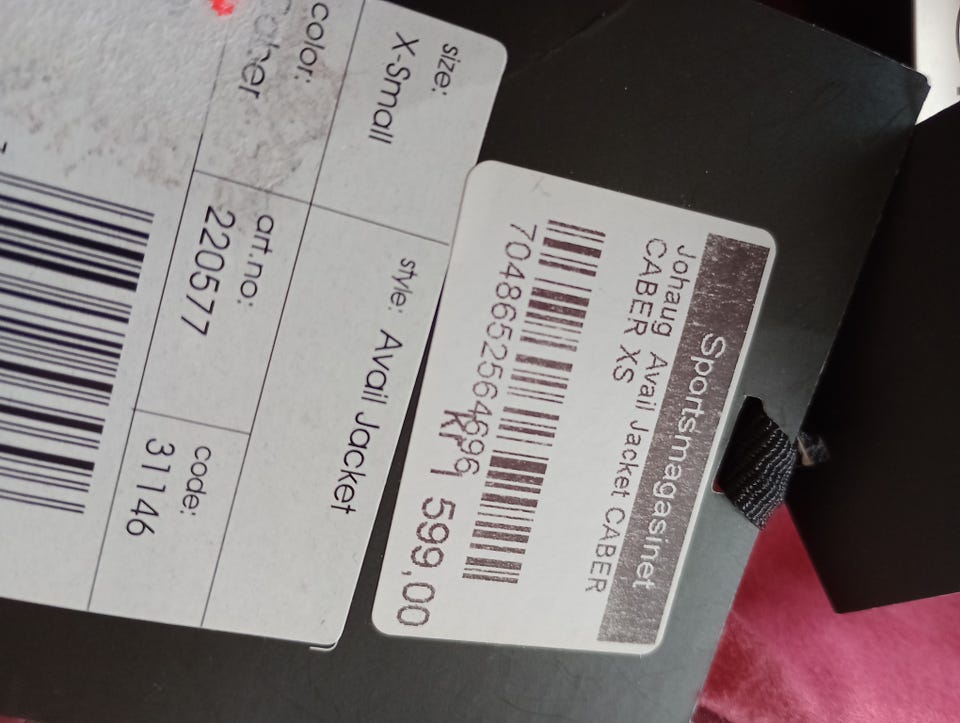 Sportsmagasinet
Johaug Avail Jacket CABER
CABER XS
7048652564696
kr 1 599,00
size:
X-Small
style: Avail Jacket
color:
art.no:
220577
code:
31146